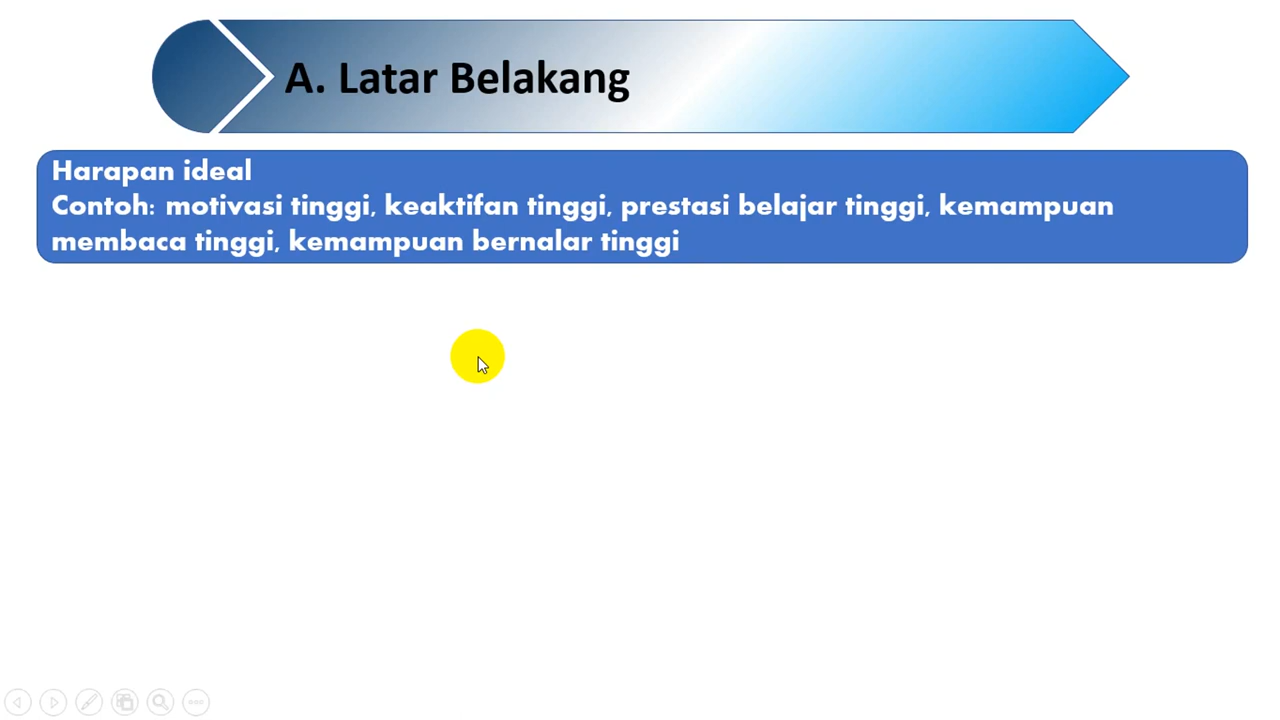 A. Latar Belakang
Harapan ideal
Contoh: motivasi tinggi, keaktifan tinggi, prestasi belajar tinggi, kemampuan
membaca tinggi, kemampuan bernalar tinggi